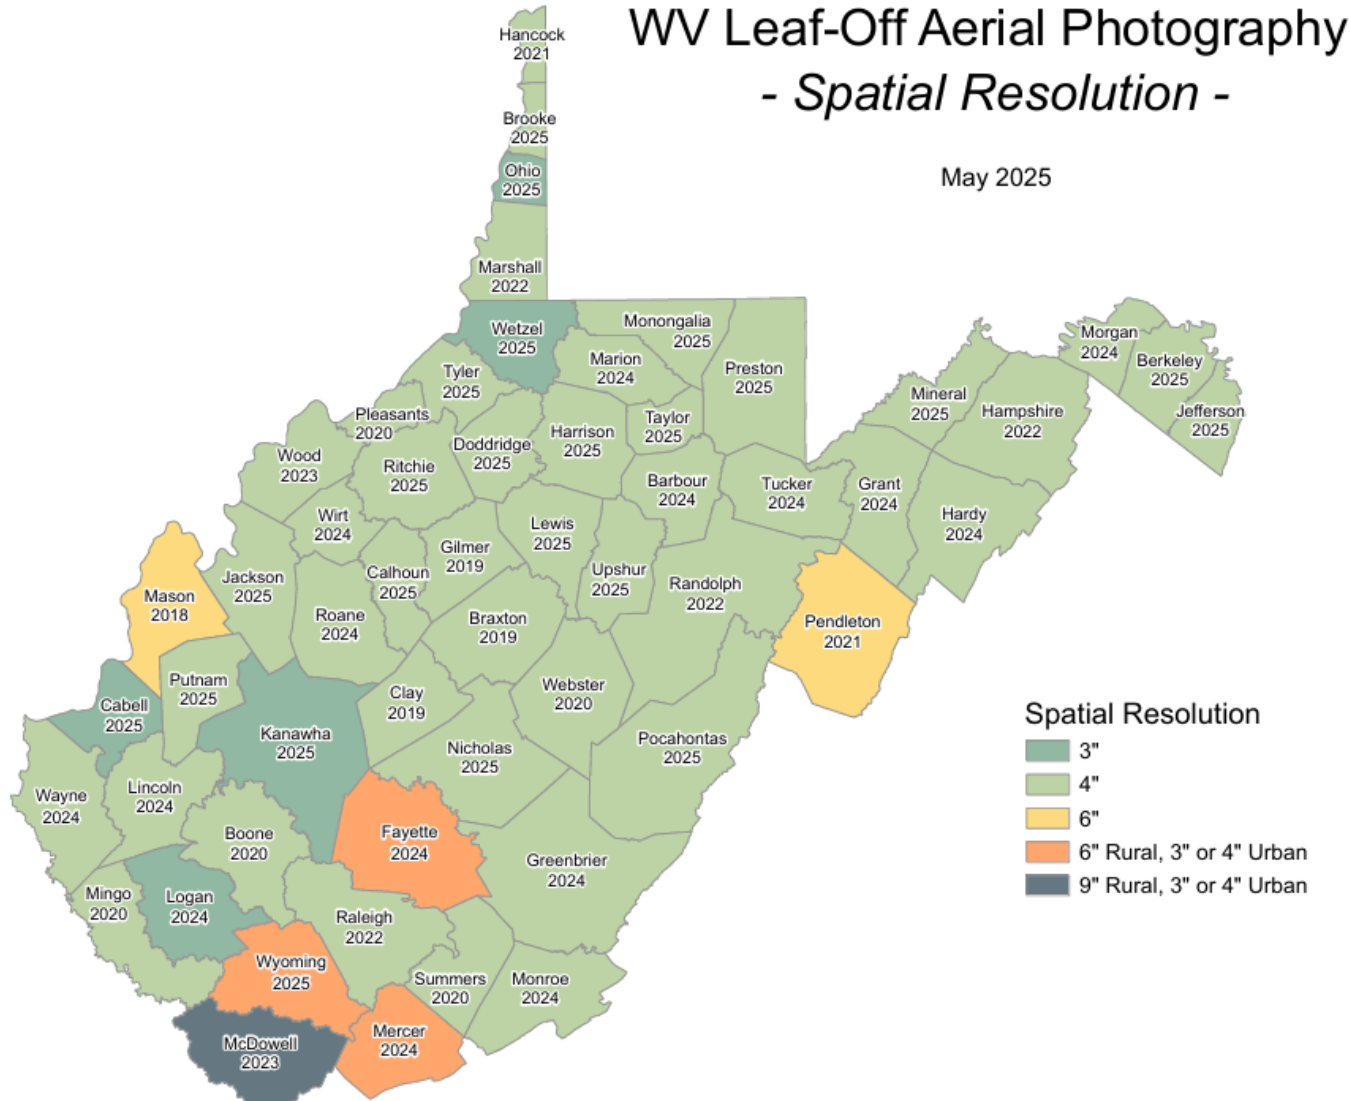 WV Leaf-Off Aerial Photography
- Spatial Resolution -
May 2025
Hancock
2021
Brooke
2025
Ohio
2025
Marshall
2022
Wetzel
2025
Monongalia
2025
Marion
2024
Preston
2025
Tyler
2025
Pleasants
2020
Doddridge
2025
Harrison
2025
Taylor
2025
Wood
2023
Ritchie
2025
Barbour
2024
Tucker
2024
Grant
2024
Mineral
2025
Hampshire
2022
Morgan
2024
Berkeley
2025
Jefferson
2025
Hardy
2024
Wirt
2024
Lewis
2025
Gilmer
2019
Calhoun
2025
Upshur
2025
Randolph
2022
Jackson
2025
Mason
2018
Roane
2024
Braxton
2019
Pendleton
2021
Putnam
2025
Cabell
2025
Clay
2019
Webster
2020
Kanawha
2025
Nicholas
2025
Pocahontas
2025
Wayne
2024
Lincoln
2024
Boone
2020
Fayette
2024
Greenbrier
2024
Mingo
2020
Logan
2024
Raleigh
2022
Wyoming
2025
Summers
2020
Monroe
2024
McDowell
2023
Mercer
2024
Spatial Resolution
3"
4"
6"
6" Rural, 3" or 4" Urban
9" Rural, 3" or 4" Urban